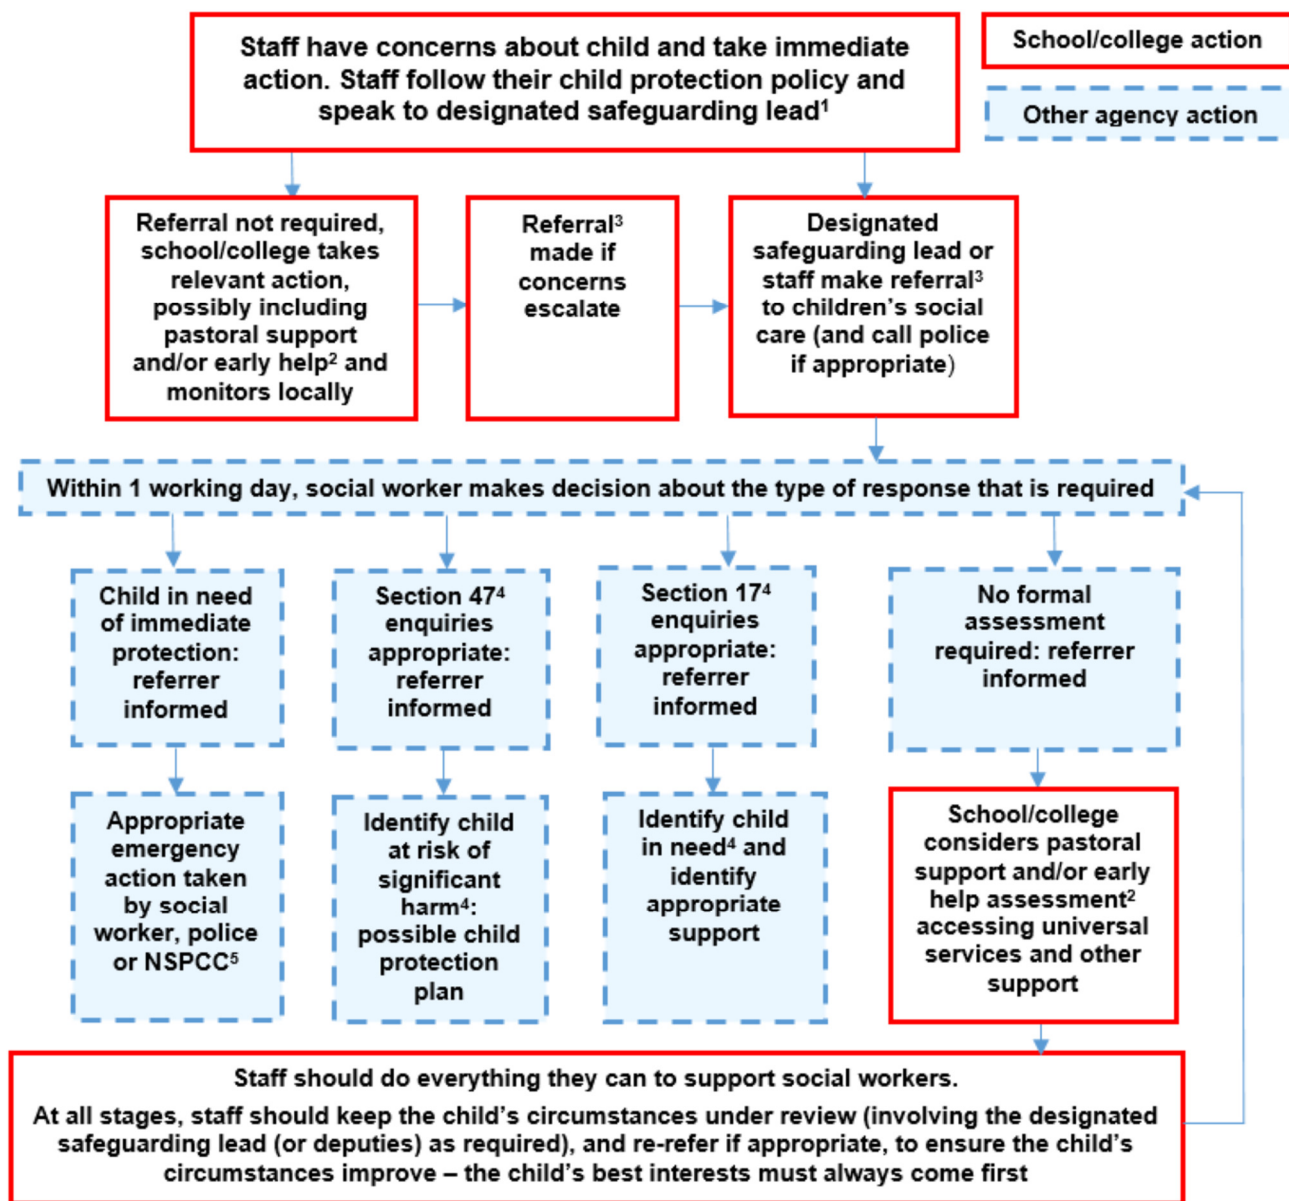 Staff have concerns about child and take immediate
action. Staff follow their child protection policy and
speak to designated safeguarding lead¹
School/college action
Other agency action
Referral not required,
school/college takes
relevant action,
possibly including
pastoral support
and/or early help² and
monitors locally
Referral³
made if
concerns
escalate
Designated
safeguarding lead or
staff make referral³
to children's social
care (and call police
if appropriate)
Within 1 working day, social worker makes decision about the type of response that is required
Child in need
of immediate
protection:
referrer
informed
Section 47⁴
enquiries
appropriate:
referrer
informed
Section 17⁴
enquiries
appropriate:
referrer
informed
No formal
assessment
required: referrer
informed
Appropriate
emergency
action taken
by social
worker, police
or NSPCC⁵
Identify child
at risk of
significant
harm⁴:
possible child
protection
plan
Identify child
in need⁴ and
identify
appropriate
support
School/college
considers pastoral
support and/or early
help assessment²
accessing universal
services and other
support
Staff should do everything they can to support social workers.
At all stages, staff should keep the child's circumstances under review (involving the designated
safeguarding lead (or deputies) as required), and re-refer if appropriate, to ensure the child's
circumstances improve – the child's best interests must always come first